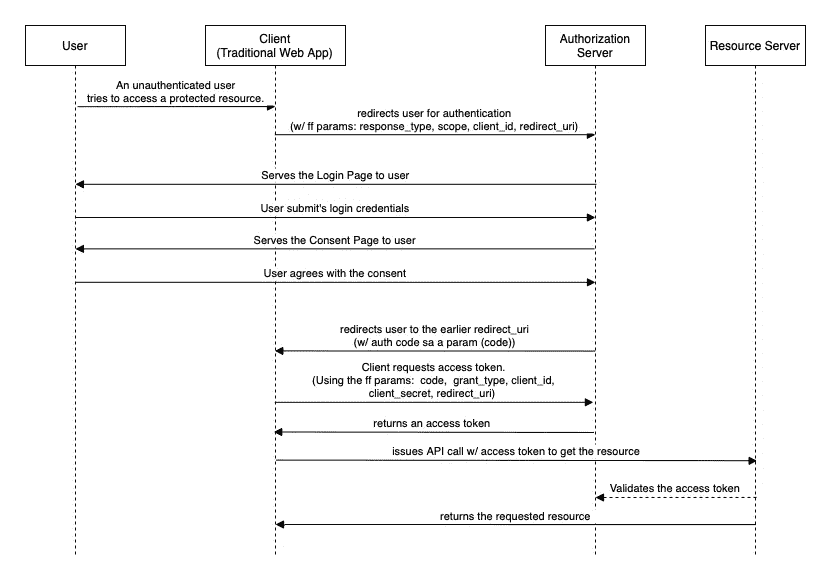 User
Client
(Traditional Web App)
Authorization
Server
Resource Server
An unauthenticated user
tries to access a protected resource.
redirects user for authentication
(w/ ff params: response_type, scope, client_id, redirect_uri)
Serves the Login Page to user
User submit's login credentials
Serves the Consent Page to user
User agrees with the consent
redirects user to the earlier redirect_uri
(w/ auth code sa a param (code))
Client requests access token.
(Using the ff params: code, grant_type, client_id,
client_secret, redirect_uri)
returns an access token
issues API call w/ access token to get the resource
Validates the access token
returns the requested resource